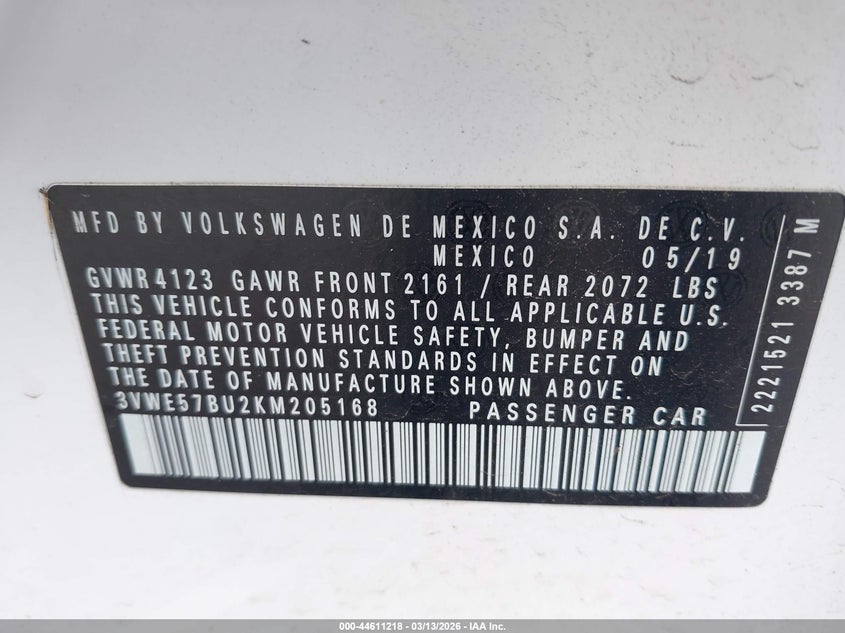 MFD BY VOLKSWAGEN DE MEXICO S.A. DE C.V.
MEXICO 05/19
GVWR 4123 GAWR FRONT 2161 / REAR 2072 LBS
THIS VEHICLE CONFORMS TO ALL APPLICABLE U.S.
FEDERAL MOTOR VEHICLE SAFETY, BUMPER AND
THEFT PREVENTION STANDARDS IN EFFECT ON
THE DATE OF MANUFACTURE SHOWN ABOVE.
3VWE57BU2KM205168 PASSENGER CAR
2221521 3387 M
000-44611218 - 03/13/2026 - IAA Inc.